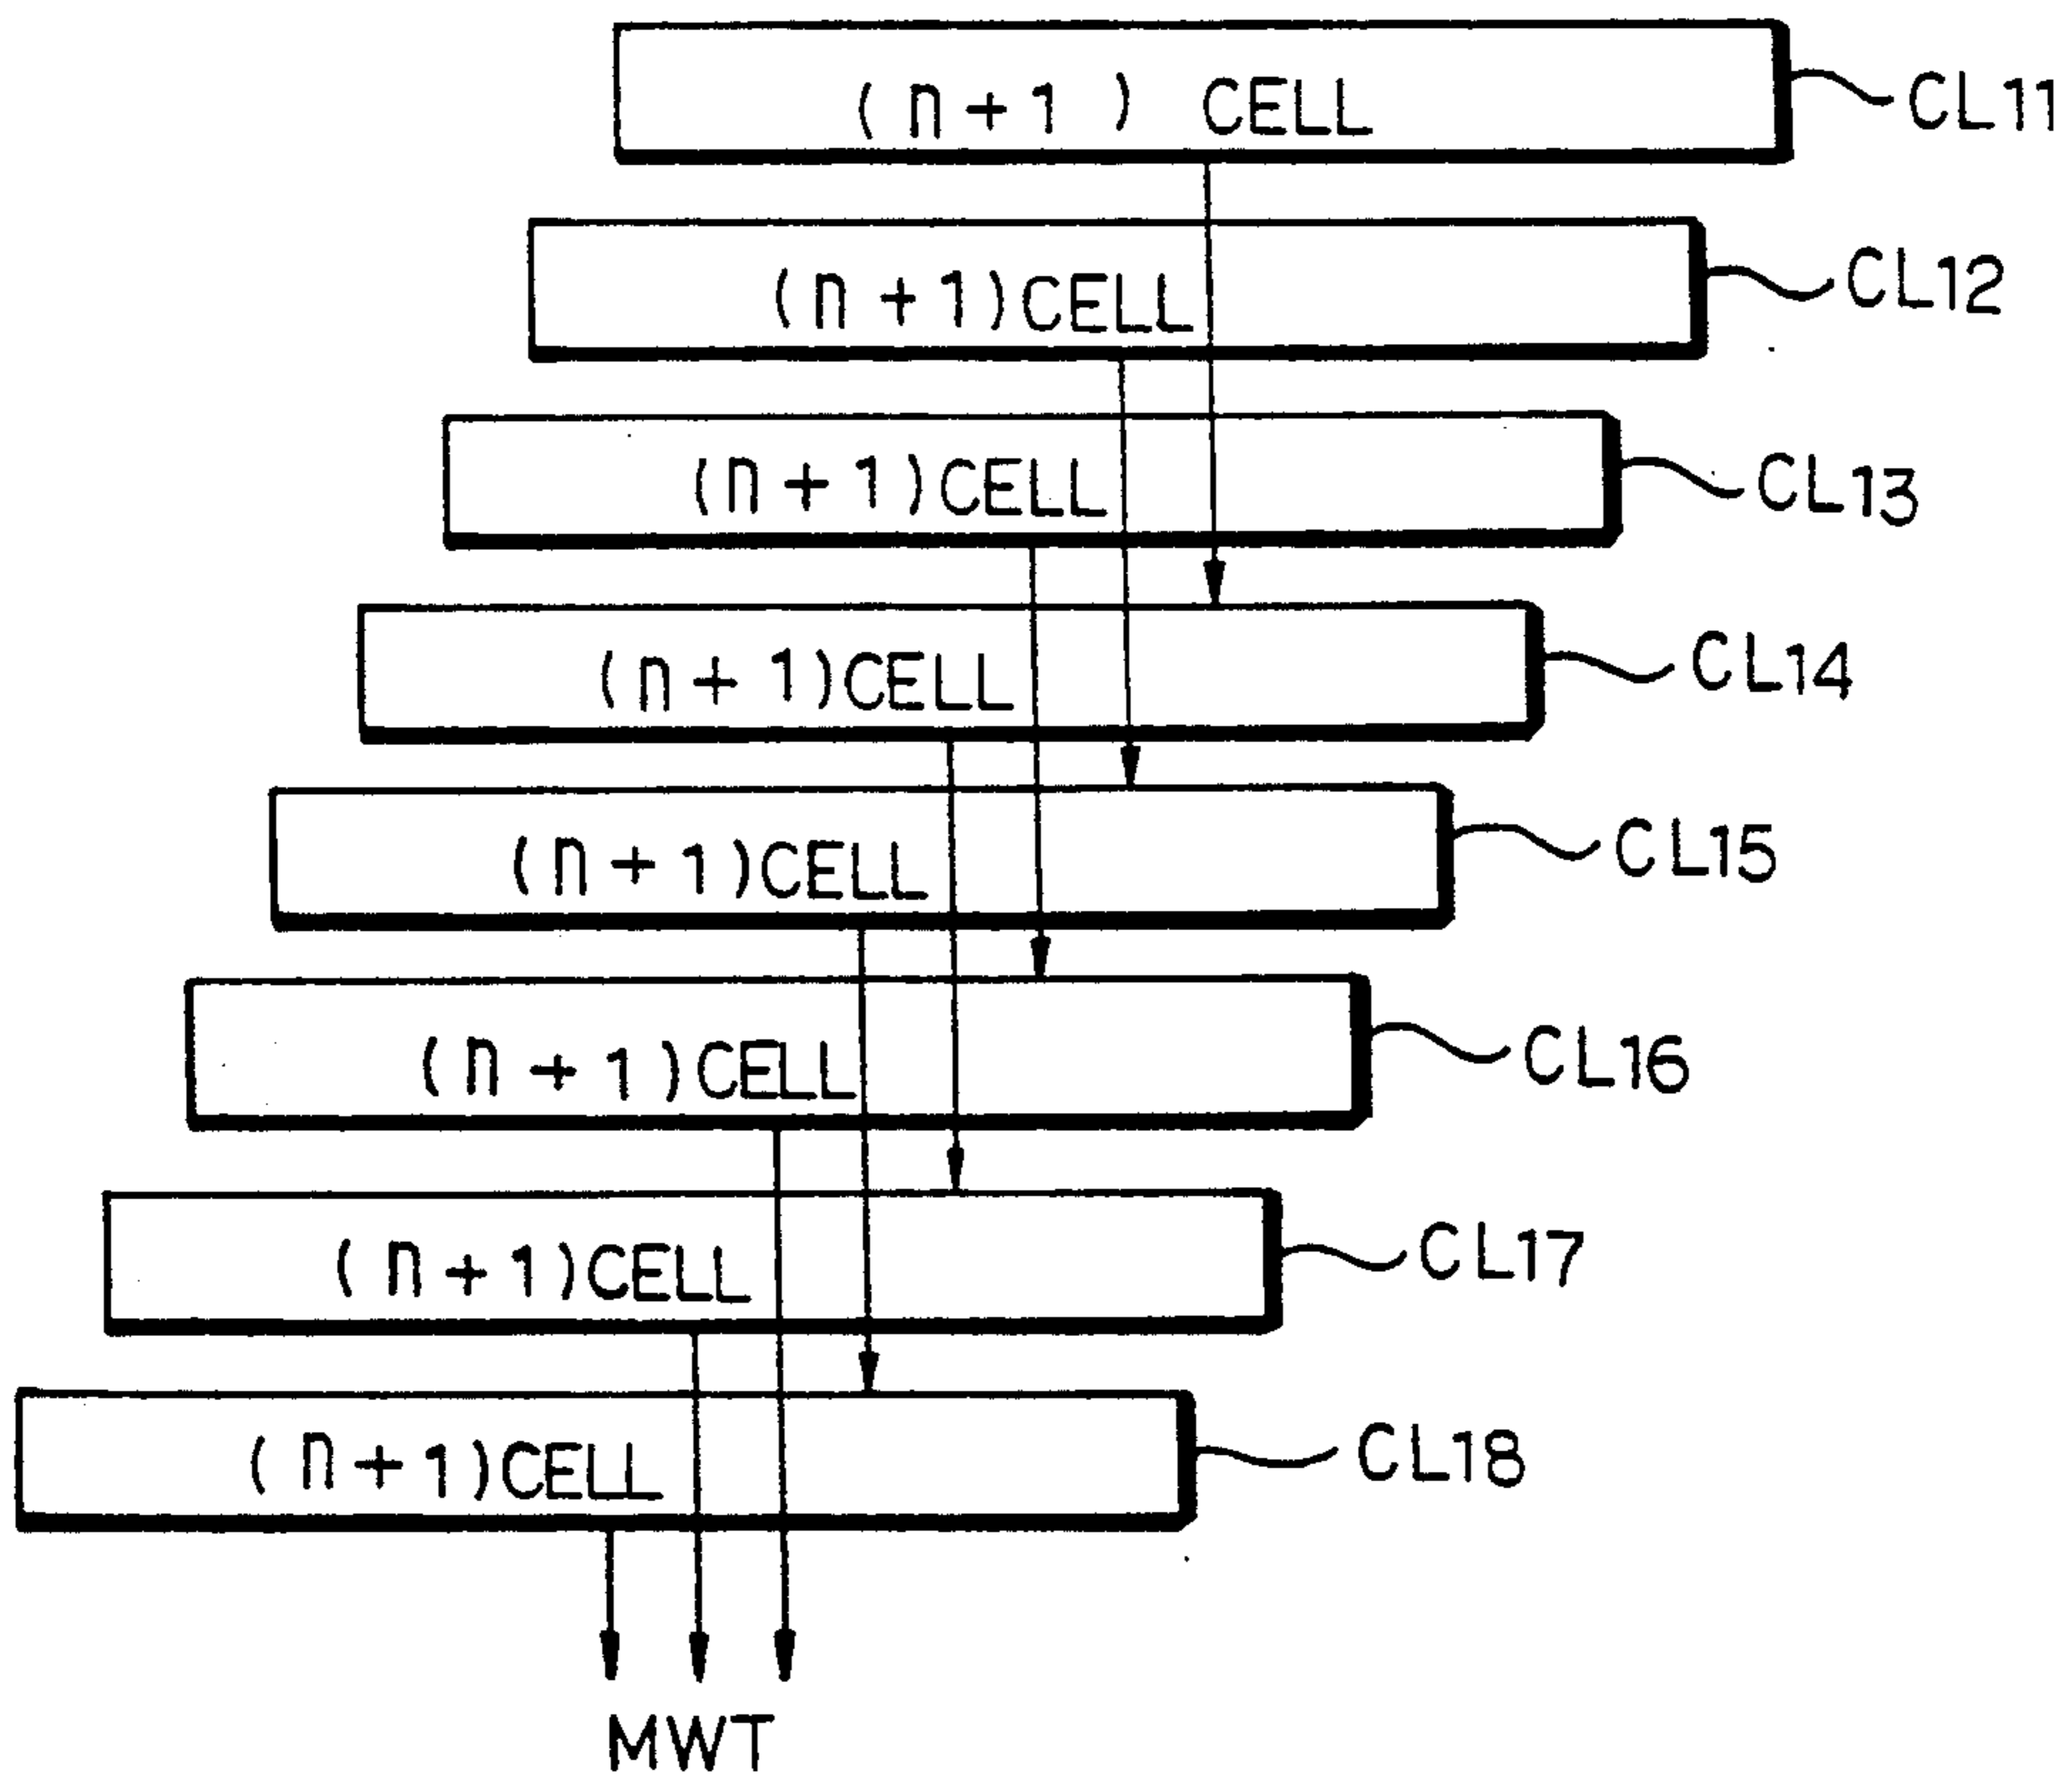 (n+1) CELL CL11
(n+1)CELL CL12
(n+1)CELL CL13
(n+1)CELL CL14
(n+1)CELL CL15
(n+1)CELL CL16
(n+1)CELL CL17
(n+1)CELL CL18
MWT